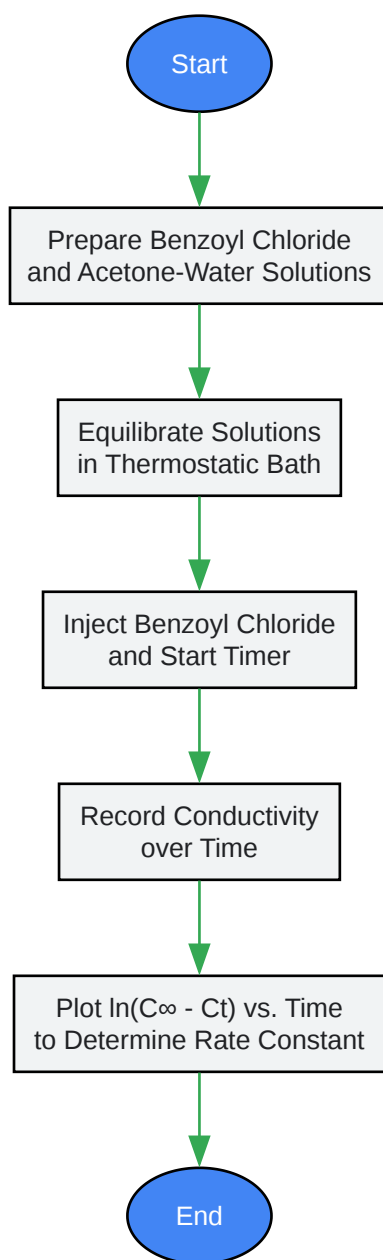 Start
Prepare Benzoyl Chloride
and Acetone-Water Solutions
Equilibrate Solutions
in Thermostatic Bath
Inject Benzoyl Chloride
and Start Timer
Record Conductivity
over Time
Plot ln(C∞ - Ct) vs. Time
to Determine Rate Constant
End